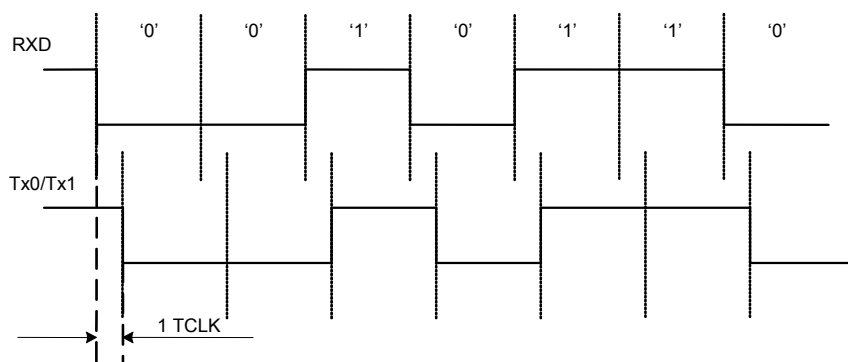 ‘0’ ‘0’ ‘1’ ‘0’ ‘1’ ‘1’ ‘0’
RXD
Tx0/Tx1
1 TCLK